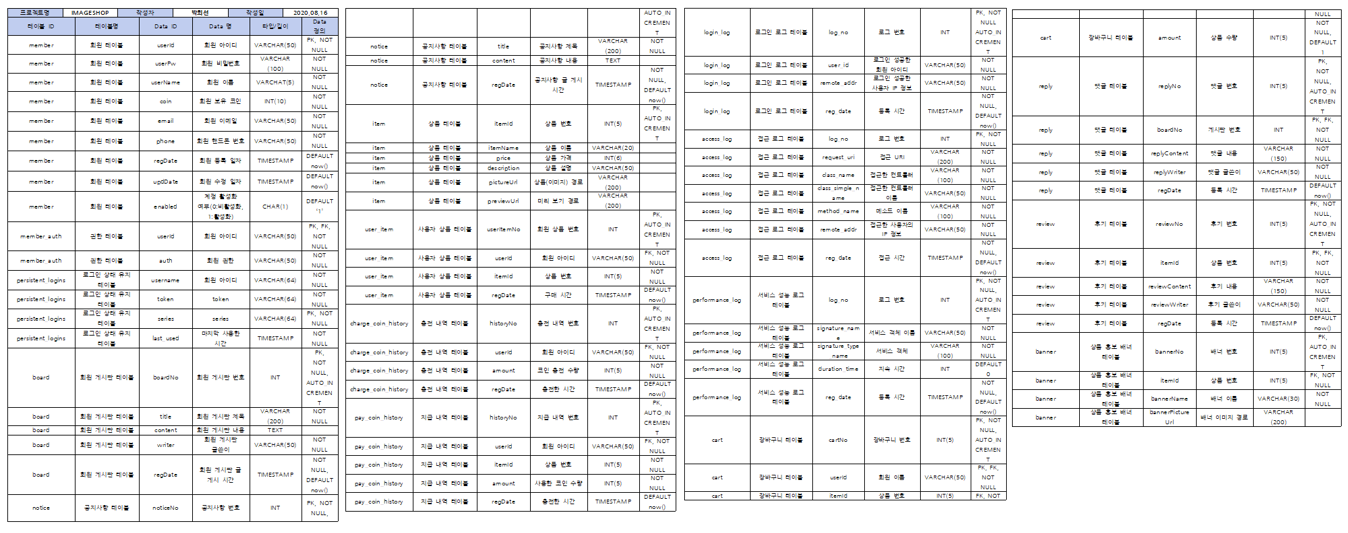 프로젝트명 IMAGESHOP 작성자 박희선 작성일 2020.08.16
테이블 ID 테이블명 Data ID Data 명 타입/길이 Data 정의
member 회원 테이블 userId 회원 아이디 VARCHAR(50) PK, NOT NULL
member 회원 테이블 userPw 회원 비밀번호 VARCHAR (100) NOT NULL
member 회원 테이블 userName 회원 이름 VARCHAT(5) NOT NULL
member 회원 테이블 coin 회원 보유 코인 INT(10) NOT NULL
member 회원 테이블 email 회원 이메일 VARCHAR(50) NOT NULL
member 회원 테이블 phone 회원 핸드폰 번호 VARCHAR(50) NOT NULL
member 회원 테이블 regDate 회원 등록 일자 TIMESTAMP DEFAULT now()
member 회원 테이블 uptDate 회원 수정 일자 TIMESTAMP DEFAULT now()
member 회원 테이블 enabled 계정 활성화 여부(0:비활성화, 1:활성화) CHAR(1) DEFAULT '1'
member_auth 권한 테이블 userId 회원 아이디 VARCHAR(50) PK, FK, NOT NULL
member_auth 권한 테이블 auth 회원 권한 VARCHAR(50) NOT NULL
persistent_logins 로그인 상태 유지 테이블 username 회원 아이디 VARCHAR(64) NOT NULL
persistent_logins 로그인 상태 유지 테이블 token token VARCHAR(64) NOT NULL
persistent_logins 로그인 상태 유지 테이블 series series VARCHAR(64) PK, NOT NULL
persistent_logins 로그인 상태 유지 테이블 last_used 마지막 사용한 시간 TIMESTAMP NOT NULL
board 회원 게시판 테이블 boardNo 회원 게시판 번호 INT PK, NOT NULL, AUTO_INCREMENT
board 회원 게시판 테이블 title 회원 게시판 제목 VARCHAR (200) NOT NULL
board 회원 게시판 테이블 content 회원 게시판 내용 TEXT
board 회원 게시판 테이블 writer 회원 게시판 글쓴이 VARCHAR(50) NOT NULL
board 회원 게시판 테이블 regDate 회원 게시판 글 게시 시간 TIMESTAMP NOT NULL, DEFAULT now()
notice 공지사항 테이블 noticeNo 공지사항 번호 INT PK, NOT NULL,
AUTO_INCREMENT
notice 공지사항 테이블 title 공지사항 제목 VARCHAR (200) NOT NULL
notice 공지사항 테이블 content 공지사항 내용 TEXT NOT NULL
notice 공지사항 테이블 regDate 공지사항 글 게시 시간 TIMESTAMP NOT NULL, DEFAULT now()
item 상품 테이블 itemId 상품 번호 INT(5) PK, AUTO_INCREMENT
item 상품 테이블 itemName 상품 이름 VARCHAR(20)
item 상품 테이블 price 상품 가격 INT(6)
item 상품 테이블 description 상품 설명 VARCHAR(50)
item 상품 테이블 pictureUrl 상품(이미지) 경로 VARCHAR (200)
item 상품 테이블 previewUrl 미리 보기 경로 VARCHAR (200)
user_item 사용자 상품 테이블 userItemNo 회원 상품 번호 INT PK, AUTO_INCREMENT
user_item 사용자 상품 테이블 userId 회원 아이디 VARCHAR(50) FK, NOT NULL
user_item 사용자 상품 테이블 itemId 상품 번호 INT(5) NOT NULL
user_item 사용자 상품 테이블 regDate 구매 시간 TIMESTAMP DEFAULT now()
charge_coin_history 충전 내역 테이블 historyNo 충전 내역 번호 INT PK, AUTO_INCREMENT
charge_coin_history 충전 내역 테이블 userId 회원 아이디 VARCHAR(50) FK, NOT NULL
charge_coin_history 충전 내역 테이블 amount 코인 충전 수량 INT(5) NOT NULL
charge_coin_history 충전 내역 테이블 regDate 충전한 시간 TIMESTAMP DEFAULT now()
pay_coin_history 지급 내역 테이블 historyNo 지급 내역 번호 INT PK, AUTO_INCREMENT
pay_coin_history 지급 내역 테이블 userId 회원 아이디 VARCHAR(50) FK, NOT NULL
pay_coin_history 지급 내역 테이블 itemId 상품 번호 INT(5) NOT NULL
pay_coin_history 지급 내역 테이블 amount 사용한 코인 수량 INT(5) NOT NULL
pay_coin_history 지급 내역 테이블 regDate 충전한 시간 TIMESTAMP DEFAULT now()
login_log 로그인 로그 테이블 log_no 로그 번호 INT PK, NOT NULL AUTO_INCREMENT
login_log 로그인 로그 테이블 user_id 로그인 성공한 회원 아이디 VARCHAR(50) NOT NULL
login_log 로그인 로그 테이블 remote_addr 로그인 성공한 사용자 IP 정보 VARCHAR(50) NOT NULL
login_log 로그인 로그 테이블 reg_date 등록 시간 TIMESTAMP NOT NULL, DEFAULT now()
access_log 접근 로그 테이블 log_no 로그 번호 INT PK, NOT NULL
access_log 접근 로그 테이블 request_uri 접근 URI VARCHAR (200) NOT NULL
access_log 접근 로그 테이블 class_name 접근한 컨트롤러 VARCHAR (100) NOT NULL
access_log 접근 로그 테이블 class_simple_name 접근한 컨트롤러 이름 VARCHAR(50) NOT NULL
access_log 접근 로그 테이블 method_name 메소드 이름 VARCHAR (100) NOT NULL
access_log 접근 로그 테이블 remote_addr 접근한 사용자의 IP 정보 VARCHAR(50) NOT NULL
access_log 접근 로그 테이블 reg_date 접근 시간 TIMESTAMP NOT NULL, DEFAULT now()
performance_log 서비스 성능 로그 테이블 log_no 로그 번호 INT PK, NOT NULL, AUTO_INCREMENT
performance_log 서비스 성능 로그 테이블 signature_name 서비스 객체 이름 VARCHAR(50) NOT NULL
performance_log 서비스 성능 로그 테이블 signature_type_name 서비스 객체 VARCHAR (100) NOT NULL
performance_log 서비스 성능 로그 테이블 duration_time 지속 시간 INT DEFAULT 0
performance_log 서비스 성능 로그 테이블 reg_date 등록 시간 TIMESTAMP NOT NULL, DEFAULT now()
cart 장바구니 테이블 cartNo 장바구니 번호 INT(5) PK, NOT NULL, AUTO_INCREMENT
cart 장바구니 테이블 userId 회원 이름 VARCHAR(50) PK, FK, NOT NULL
cart 장바구니 테이블 itemId 상품 번호 INT(5) FK, NOT
NULL
cart 장바구니 테이블 amount 상품 수량 INT(5) NOT NULL, DEFAULT 1
reply 댓글 테이블 replyNo 댓글 번호 INT(5) PK, NOT NULL, AUTO_INCREMENT
reply 댓글 테이블 boardNo 게시판 번호 INT PK, FK, NOT NULL
reply 댓글 테이블 replyContent 댓글 내용 VARCHAR (150) NOT NULL
reply 댓글 테이블 replyWriter 댓글 글쓴이 VARCHAR(50) NOT NULL
reply 댓글 테이블 regDate 등록 시간 TIMESTAMP DEFAULT now()
review 후기 테이블 reviewNo 후기 번호 INT(5) PK, NOT NULL, AUTO_INCREMENT
review 후기 테이블 itemId 상품 번호 INT(5) PK, FK, NOT NULL
review 후기 테이블 reviewContent 후기 내용 VARCHAR (150) NOT NULL
review 후기 테이블 reviewWriter 후기 글쓴이 VARCHAR(50) NOT NULL
review 후기 테이블 regDate 등록 시간 TIMESTAMP DEFAULT now()
banner 상품 홍보 배너 테이블 bannerNo 배너 번호 INT(5) PK, AUTO_INCREMENT
banner 상품 홍보 배너 테이블 itemId 상품 번호 INT(5) FK, NOT NULL
banner 상품 홍보 배너 테이블 bannerName 배너 이름 VARCHAR(30) NOT NULL
banner 상품 홍보 배너 테이블 bannerPictureUrl 배너 이미지 경로 VARCHAR (200) NOT